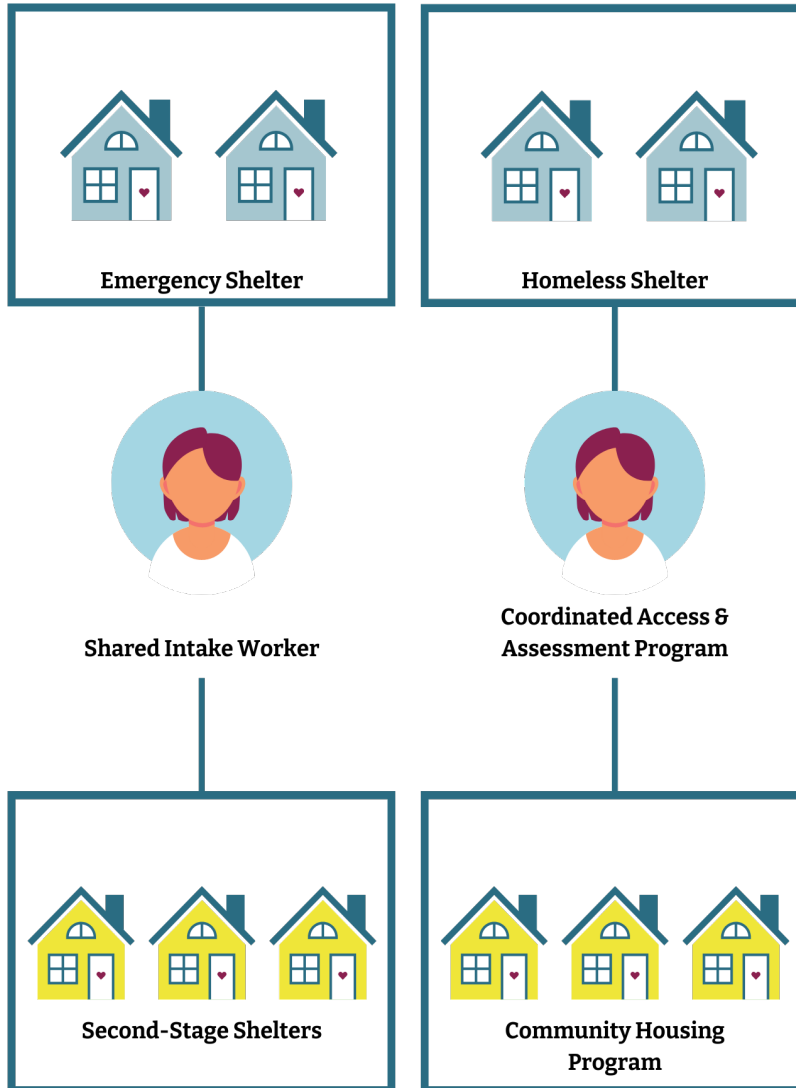 Emergency Shelter
Homeless Shelter
Shared Intake Worker
Coordinated Access &
Assessment Program
Second-Stage Shelters
Community Housing
Program